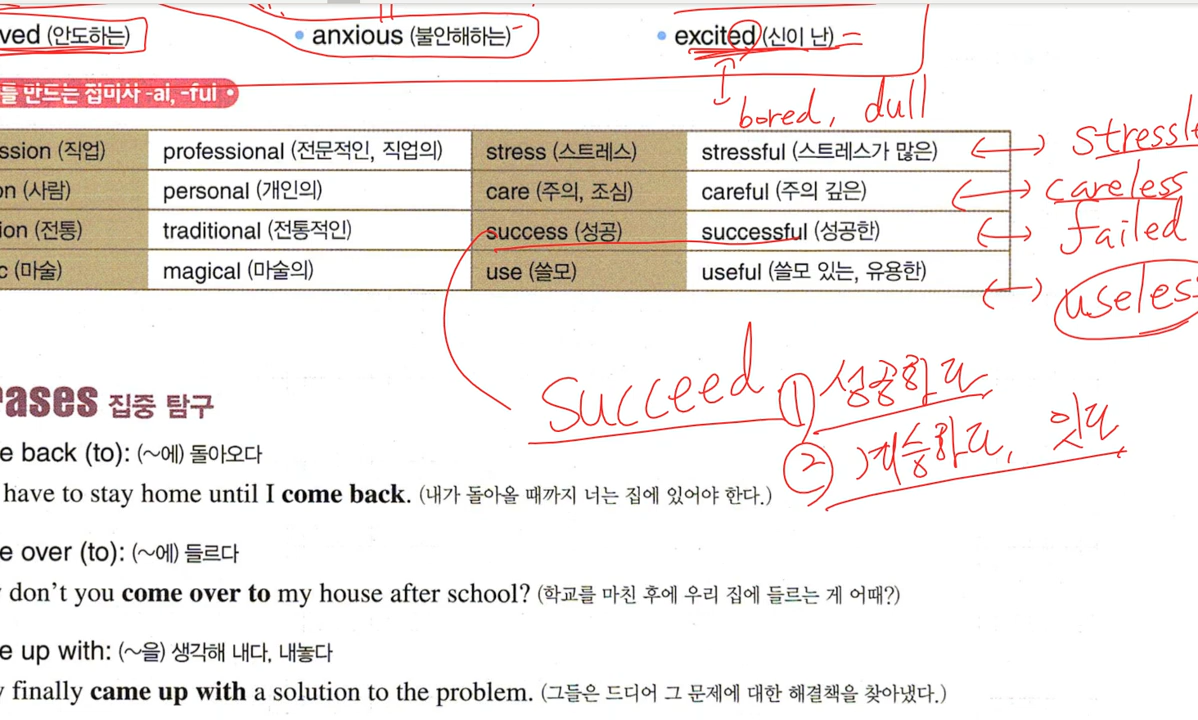 ved (안도하는) • anxious (불안해하는) • excited (신이 난)
를 만드는 접미사 -al, -ful •
bored, dull
ssion (직업) professional (전문적인, 직업의) stress (스트레스) stressful (스트레스가 많은) stressle
on (사람) personal (개인의) care (주의, 조심) careful (주의 깊은) careless
ion (전통) traditional (전통적인) success (성공) successful (성공한) failed
c (마술) magical (마술의) use (쓸모) useful (쓸모 있는, 유용한) useless
succeed ① 성공하다
② 계승하다, 잇다
rases 집중 탐구
e back (to): (~에) 돌아오다
have to stay home until I come back. (내가 돌아올 때까지 너는 집에 있어야 한다.)
e over (to): (~에) 들르다
don't you come over to my house after school? (학교를 마친 후에 우리 집에 들르는 게 어때?)
e up with: (~을) 생각해 내다, 내놓다
y finally came up with a solution to the problem. (그들은 드디어 그 문제에 대한 해결책을 찾아냈다.)